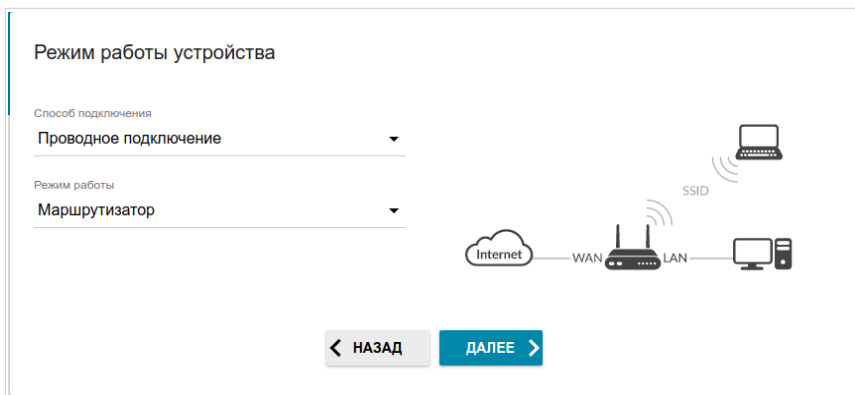 Режим работы устройства
Способ подключения
Проводное подключение
Режим работы
Маршрутизатор
SSID
Internet
WAN
LAN
НАЗАД
ДАЛЕЕ